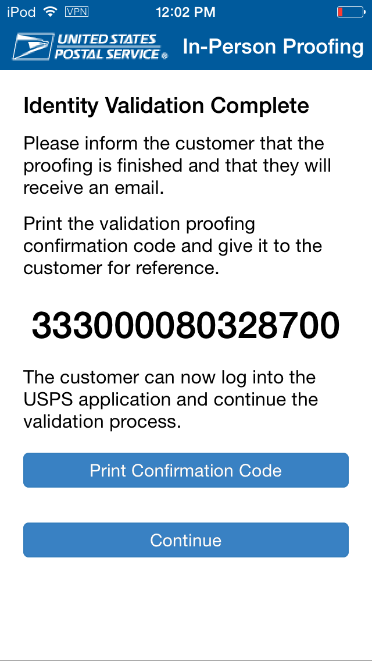 iPod VPN 12:02 PM
UNITED STATES
POSTAL SERVICE ®
In-Person Proofing
Identity Validation Complete
Please inform the customer that the
proofing is finished and that they will
receive an email.
Print the validation proofing
confirmation code and give it to the
customer for reference.
333000080328700
The customer can now log into the
USPS application and continue the
validation process.
Print Confirmation Code
Continue